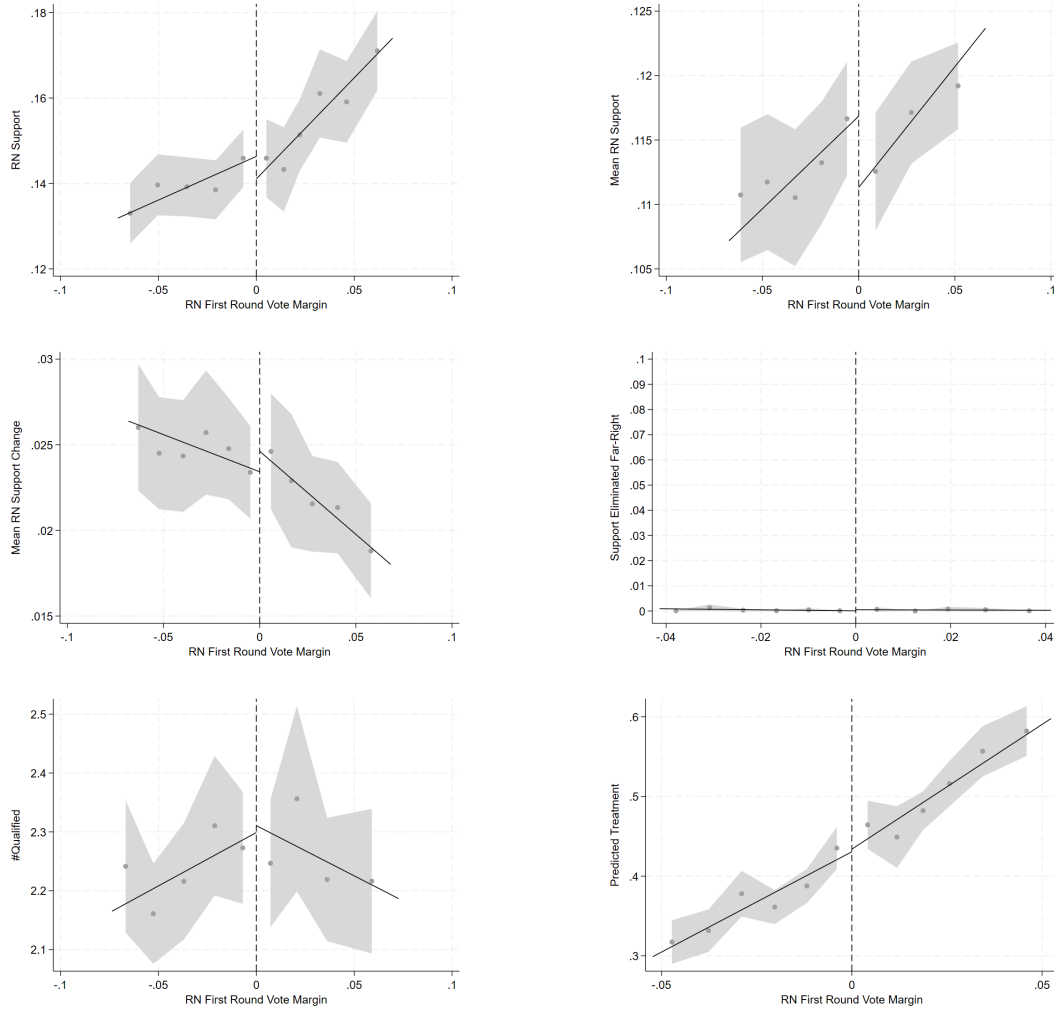 RN Support
.18
.16
.14
.12
-.1 -.05 0 .05 .1
RN First Round Vote Margin
Mean RN Support
.125
.12
.115
.11
.105
-.1 -.05 0 .05 .1
RN First Round Vote Margin
Mean RN Support Change
.03
.025
.02
.015
-.1 -.05 0 .05 .1
RN First Round Vote Margin
Support Eliminated Far-Right
.1
.09
.08
.07
.06
.05
.04
.03
.02
.01
0
-.04 -.02 0 .02 .04
RN First Round Vote Margin
#Qualified
2.5
2.4
2.3
2.2
2.1
-.1 -.05 0 .05 .1
RN First Round Vote Margin
Predicted Treatment
.6
.5
.4
.3
-.05 0 .05
RN First Round Vote Margin